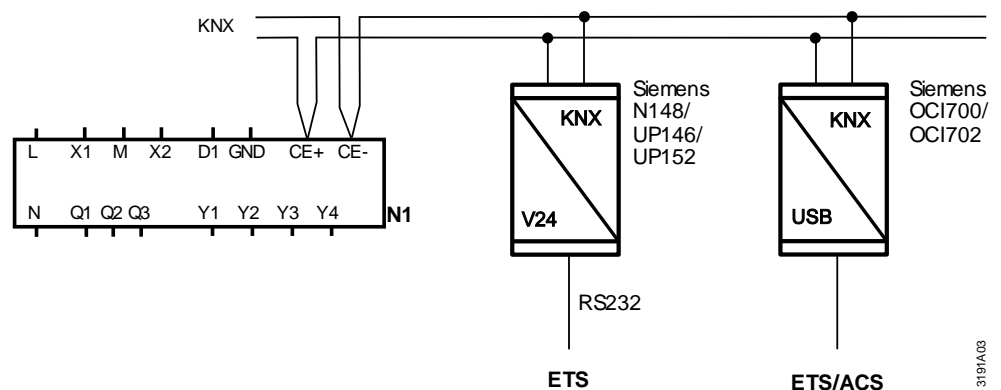 KNX
Siemens
N148/
UP146/
UP152
Siemens
OCI700/
OCI702
KNX
KNX
L X1 M X2 D1 GND CE+ CE-
N Q1 Q2 Q3 Y1 Y2 Y3 Y4
N1
V24
USB
RS232
ETS
ETS/ACS
3191A03